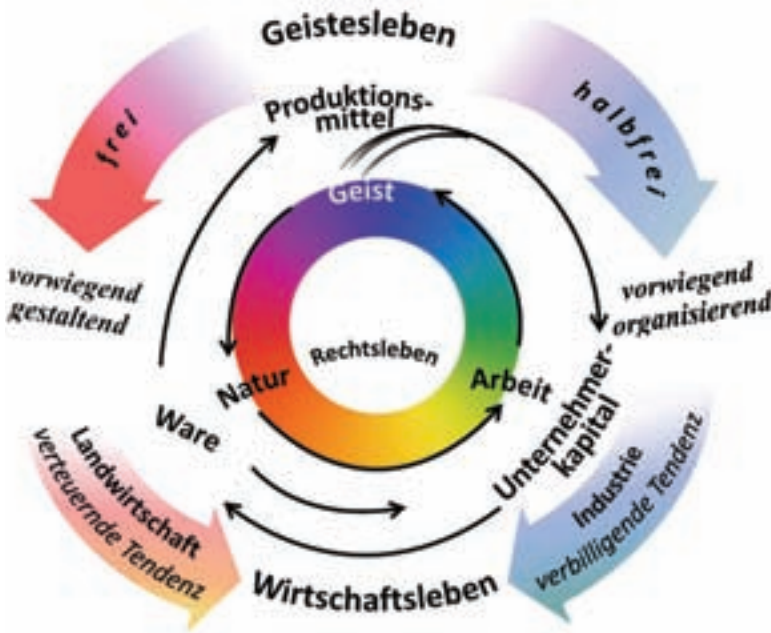 Geistesleben
frei
halbfrei
Produktions-
mittel
Geist
vorwiegend
gestaltend
vorwiegend
organisierend
Rechtsleben
Natur
Arbeit
Ware
Unternehmer-
kapital
Landwirtschaft
verteuernde Tendenz
Industrie
verbilligende Tendenz
Wirtschaftsleben